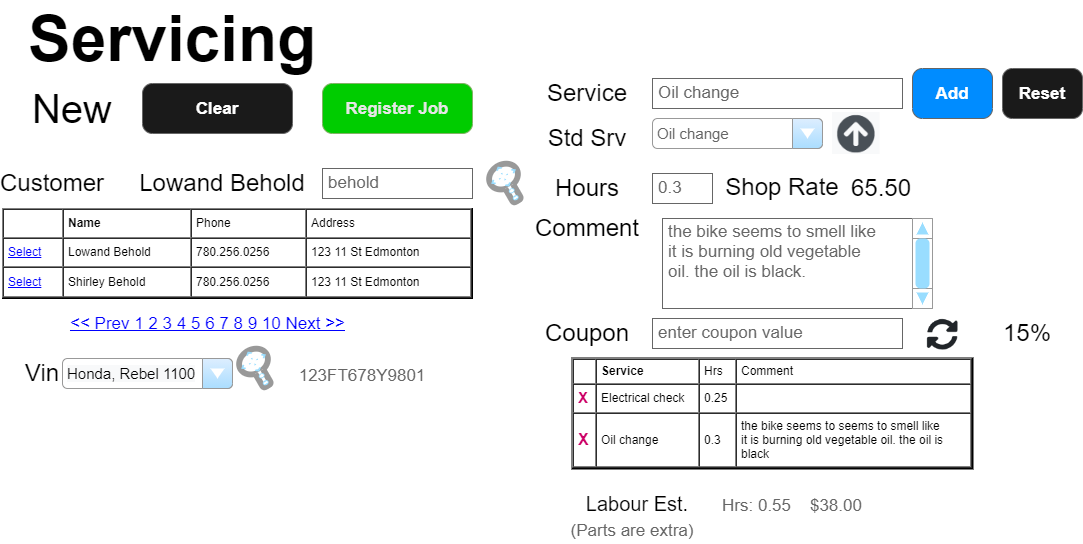 Servicing
New
Clear
Register Job
Customer
Lowand Behold
behold
Name Phone Address
Select Lowand Behold 780.256.0256 123 11 St Edmonton
Select Shirley Behold 780.256.0256 123 11 St Edmonton
<< Prev 1 2 3 4 5 6 7 8 9 10 Next >>
Vin
Honda, Rebel 1100
123FT678Y9801
Service
Oil change
Add
Reset
Std Srv
Oil change
Hours
0.3
Shop Rate 65.50
Comment
the bike seems to smell like
it is burning old vegetable
oil. the oil is black.
Coupon
enter coupon value
15%
Service Hrs Comment
X Electrical check 0.25
X Oil change 0.3
the bike seems to seems to smell like
it is burning old vegetable oil. the oil is
black
Labour Est.
Hrs: 0.55
$38.00
(Parts are extra)